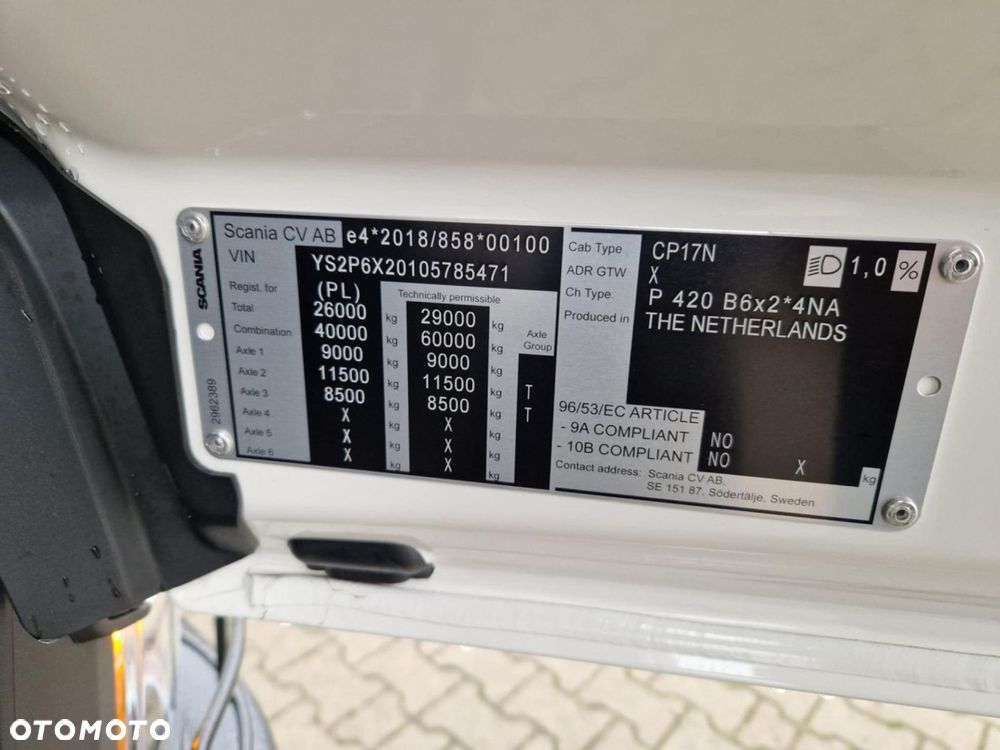 Scania CV AB e4*2018/858*00100
VIN YS2P6X20105785471
SCANIA
Regist. for (PL) Technically permissible
Total 26000 kg 29000 kg
Combination 40000 kg 60000 kg Axle Group
Axle 1 9000 kg 9000 kg
Axle 2 11500 kg 11500 kg T
Axle 3 8500 kg 8500 kg T
Axle 4 X kg X kg
Axle 5 X kg X kg
Axle 6 X kg X kg
2962389
Cab Type CP17N 1,0 %
ADR GTW X
Ch Type. P 420 B6x2*4NA
Produced in THE NETHERLANDS
96/53/EC ARTICLE
- 9A COMPLIANT NO
- 10B COMPLIANT NO X kg
Contact address: Scania CV AB,
SE 151 87, Södertälje, Sweden
OTOMOTO